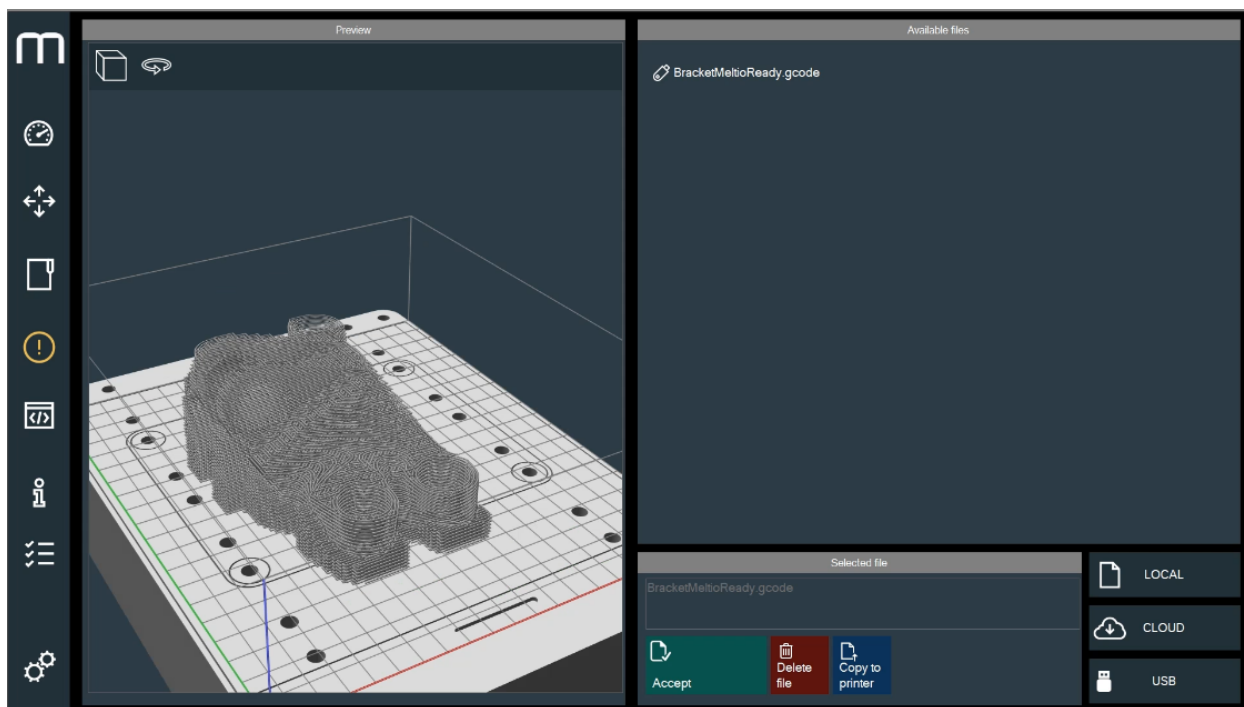 Preview
Available files
BracketMeltioReady.gcode
Selected file
BracketMeltioReady.gcode
Accept
Delete
file
Copy to
printer
LOCAL
CLOUD
USB